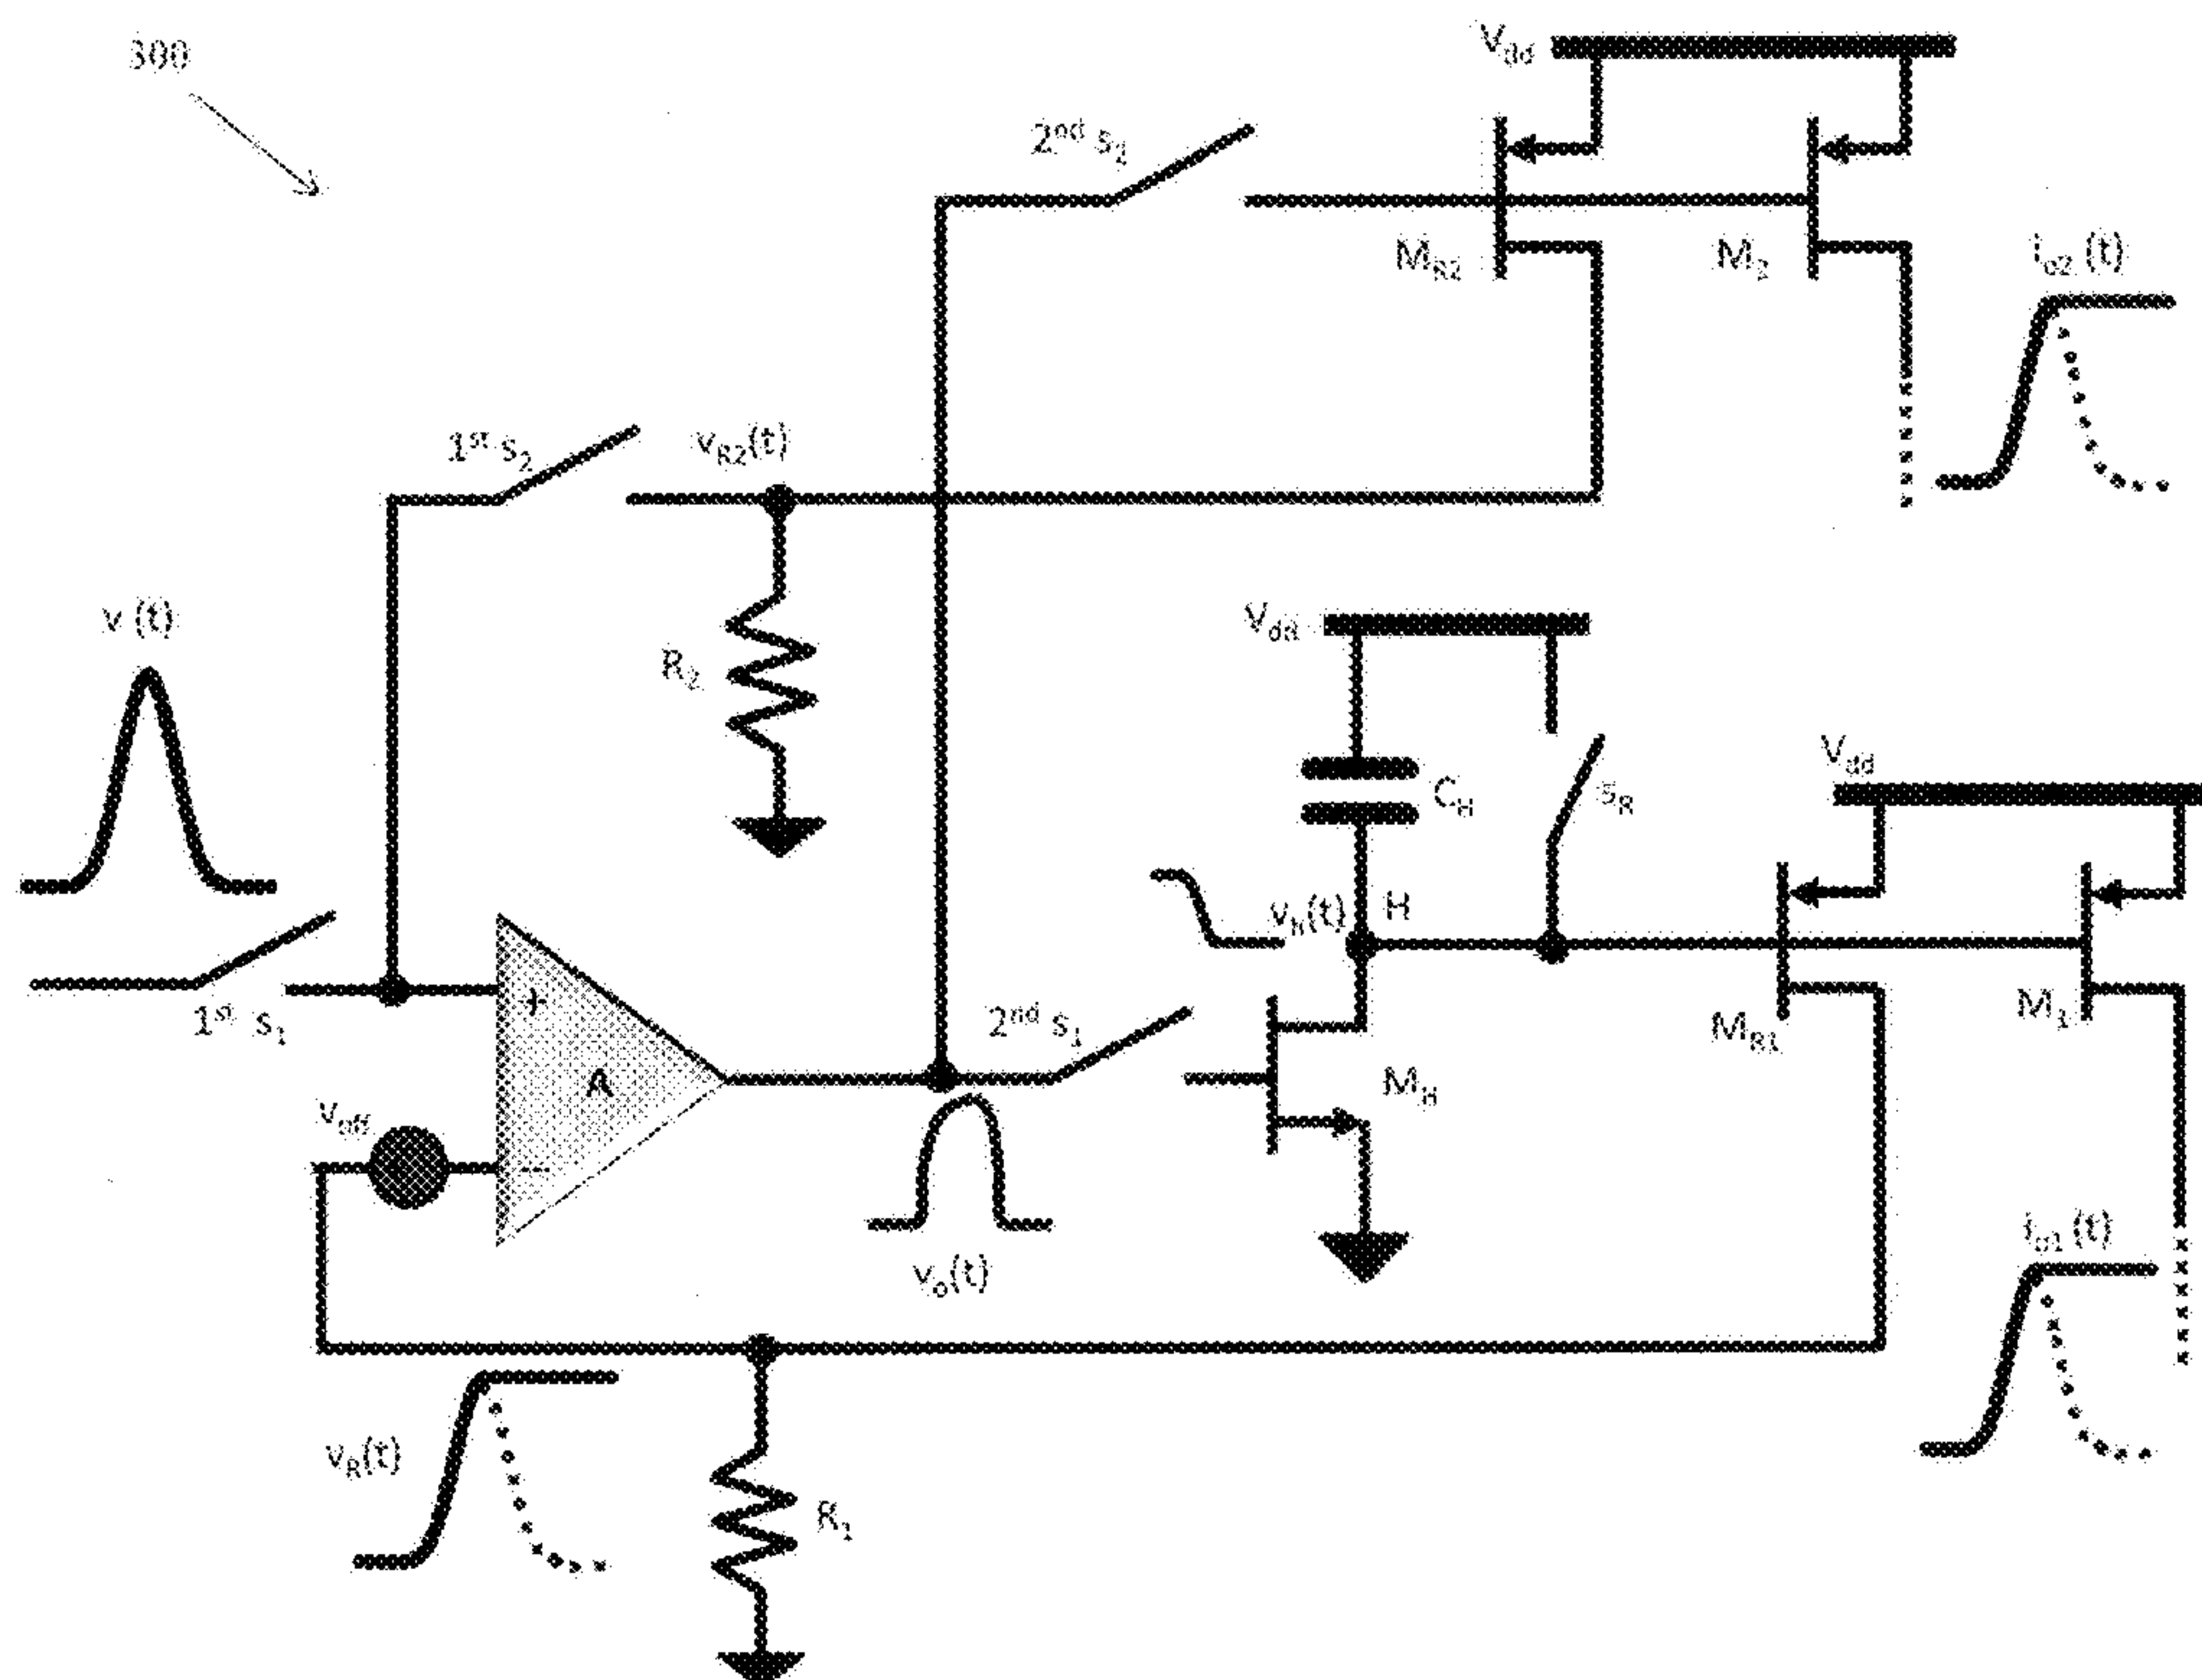 300
V_dd
2^nd s_2
M_R2
M_2
i_o2 (t)
1^st s_2
v_R2(t)
v (t)
R_2
V_dd
C_H
s_R
V_dd
v_h(t)
H
1^st s_1
+
A
2^nd s_1
M_H
M_R1
M_1
v_off
−
v_o(t)
i_o1 (t)
v_R(t)
R_1